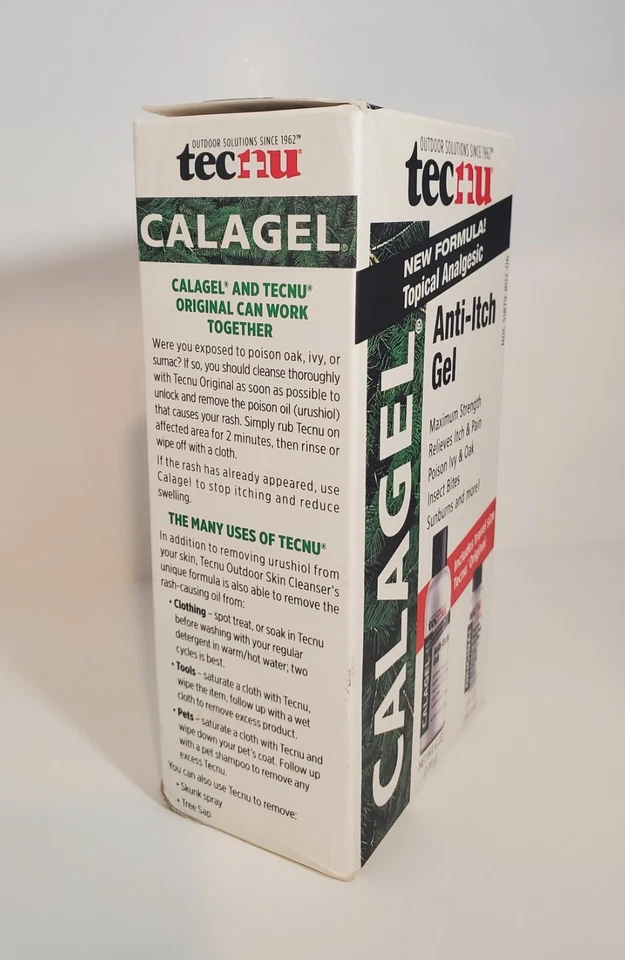 OUTDOOR SOLUTIONS SINCE 1962™
tecnu®
CALAGEL®
CALAGEL® AND TECNU®
ORIGINAL CAN WORK
TOGETHER
Were you exposed to poison oak, ivy, or
sumac? If so, you should cleanse thoroughly
with Tecnu Original as soon as possible to
unlock and remove the poison oil (urushiol)
that causes your rash. Simply rub Tecnu on
affected area for 2 minutes, then rinse or
wipe off with a cloth.
If the rash has already appeared, use
Calagel to stop itching and reduce
swelling.
THE MANY USES OF TECNU®
In addition to removing urushiol from
your skin, Tecnu Outdoor Skin Cleanser's
unique formula is also able to remove the
rash-causing oil from:
• Clothing – spot treat, or soak in Tecnu
before washing with your regular
detergent in warm/hot water; two
cycles is best.
• Tools – saturate a cloth with Tecnu,
wipe the item, follow up with a wet
cloth to remove excess product.
• Pets – saturate a cloth with Tecnu and
wipe down your pet's coat. Follow up
with a pet shampoo to remove any
excess Tecnu.
You can also use Tecnu to remove:
• Skunk spray
• Tree Sap
OUTDOOR SOLUTIONS SINCE 1962™
tecnu®
NEW FORMULA!
Topical Analgesic
CALAGEL®
Anti-Itch
Gel
Maximum Strength
Relieves Itch & Pain
Poison Ivy & Oak
Insect Bites
Sunburns and more!
Includes travel size
Tecnu® Original
tecnu
CALAGEL